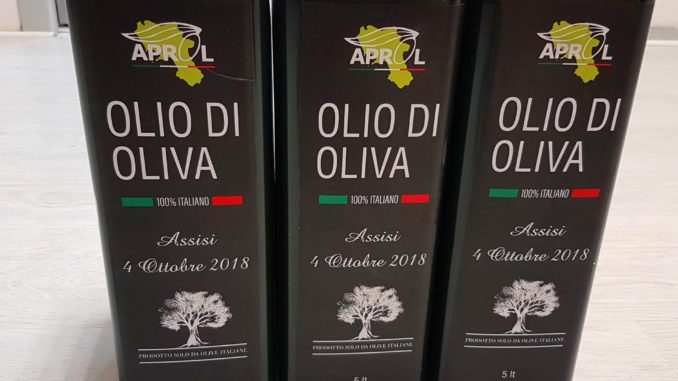 APROL
OLIO DI
OLIVA
100% ITALIANO
Assisi
4 Ottobre 2018
PRODOTTO SOLO DA OLIVE ITALIANE
APROL
OLIO DI
OLIVA
100% ITALIANO
Assisi
4 Ottobre 2018
PRODOTTO SOLO DA OLIVE ITALIANE
5 lt
APROL
OLIO DI
OLIVA
100% ITALIANO
Assisi
4 Ottobre 2018
PRODOTTO SOLO DA OLIVE ITALIANE
5 lt